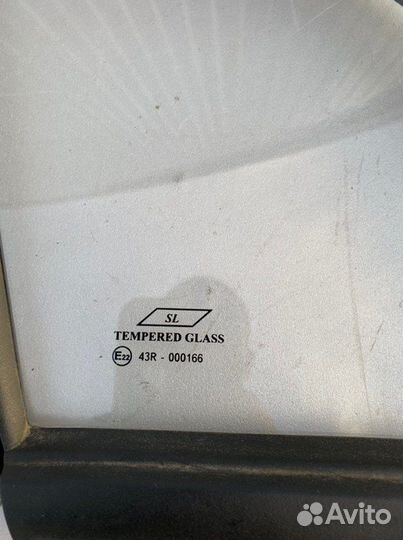 SL
TEMPERED GLASS
E22 43R - 000166
Avito